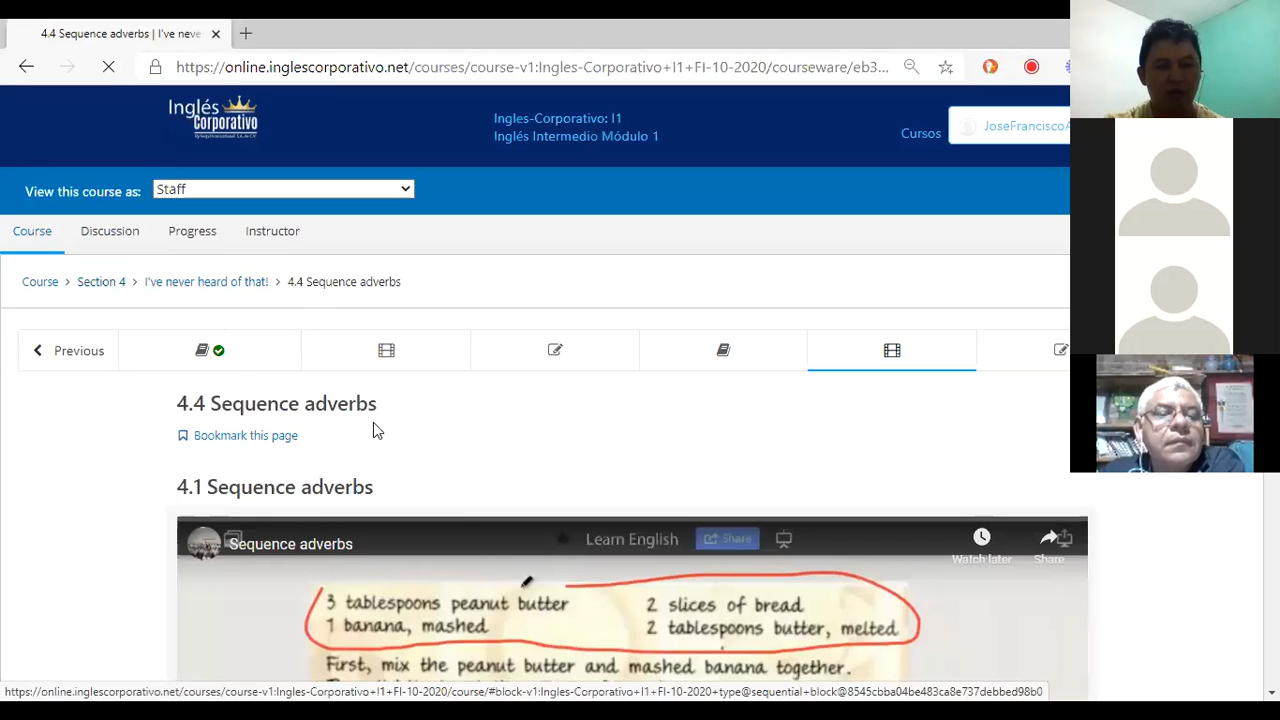 4.4 Sequence adverbs | I've neve
https://online.inglescorporativo.net/courses/course-v1:Ingles-Corporativo+I1+FI-10-2020/courseware/eb3...
Inglés
Corporativo
Ingles-Corporativo: I1
Inglés Intermedio Módulo 1
Cursos
JoseFranciscoA
View this course as:
Staff
Course
Discussion
Progress
Instructor
Course > Section 4 > I've never heard of that! > 4.4 Sequence adverbs
Previous
4.4 Sequence adverbs
Bookmark this page
4.1 Sequence adverbs
Sequence adverbs
Learn English
Share
Watch later
Share
3 tablespoons peanut butter
2 slices of bread
1 banana, mashed
2 tablespoons butter, melted
First, mix the peanut butter and mashed banana together.
https://online.inglescorporativo.net/courses/course-v1:Ingles-Corporativo+I1+FI-10-2020/course/#block-v1:Ingles-Corporativo+I1+FI-10-2020+type@sequential+block@8545cbba04be483ca8e737debbed98b0